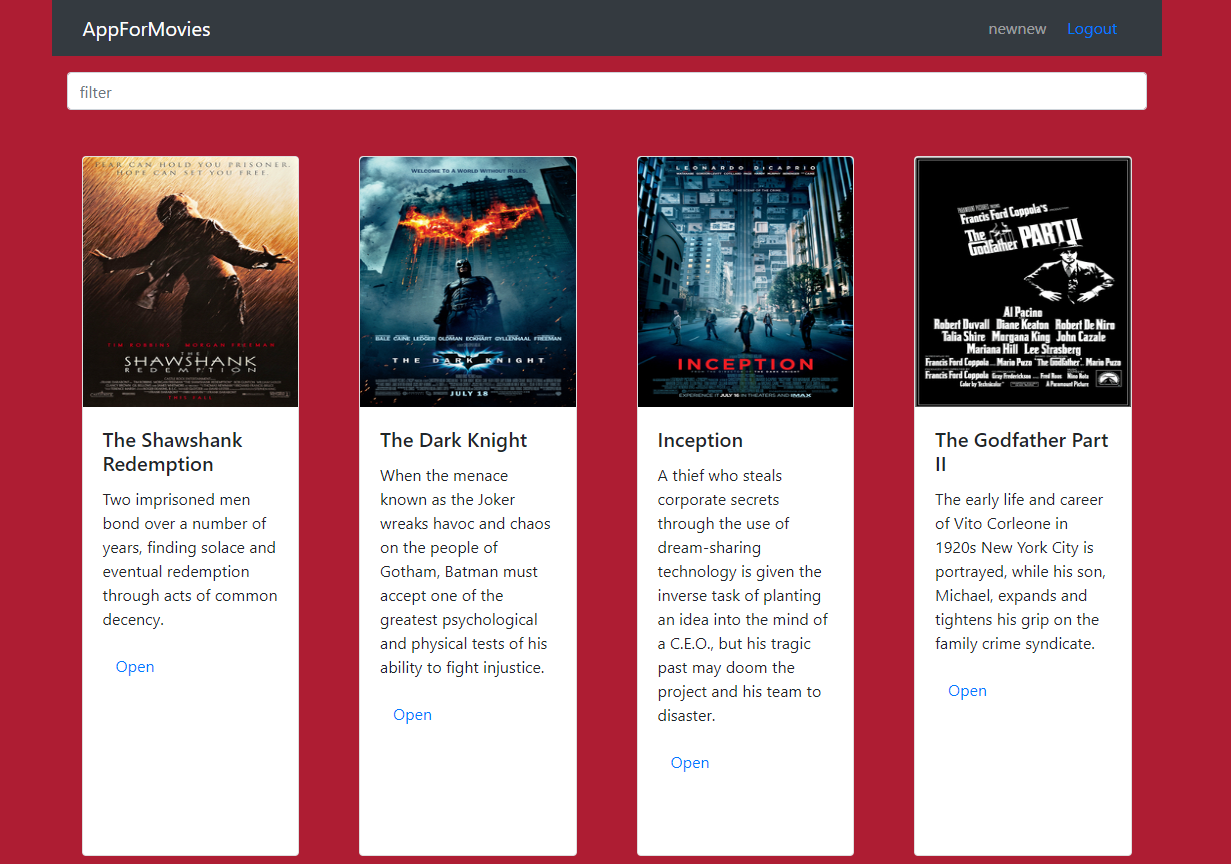 AppForMovies
newnew Logout
filter
FEAR CAN HOLD YOU PRISONER.
HOPE CAN SET YOU FREE.
TIM ROBBINS MORGAN FREEMAN
THE
SHAWSHANK
REDEMPTION
THIS FALL
The Shawshank
Redemption
Two imprisoned men
bond over a number of
years, finding solace and
eventual redemption
through acts of common
decency.
Open
WELCOME TO A WORLD WITHOUT RULES.
BALE CAINE LEDGER OLDMAN ECKHART GYLLENHAAL FREEMAN
THE DARK KNIGHT
JULY 18
The Dark Knight
When the menace
known as the Joker
wreaks havoc and chaos
on the people of
Gotham, Batman must
accept one of the
greatest psychological
and physical tests of his
ability to fight injustice.
Open
LEONARDO DiCAPRIO
YOUR MIND IS THE SCENE OF THE CRIME.
INCEPTION
EXPERIENCE IT JULY 16 IN THEATERS AND IMAX
Inception
A thief who steals
corporate secrets
through the use of
dream-sharing
technology is given the
inverse task of planting
an idea into the mind of
a C.E.O., but his tragic
past may doom the
project and his team to
disaster.
Open
Francis Ford Coppola's
The Godfather PART II
Al Pacino
Robert Duvall Diane Keaton Robert De Niro
Talia Shire Morgana King John Cazale
Mariana Hill Lee Strasberg
Francis Ford Coppola Mario Puzo "The Godfather" Mario Puzo
Francis Ford Coppola Gray Frederickson Fred Roos Nino Rota
Color by Technicolor A Paramount Picture
The Godfather Part
II
The early life and career
of Vito Corleone in
1920s New York City is
portrayed, while his son,
Michael, expands and
tightens his grip on the
family crime syndicate.
Open